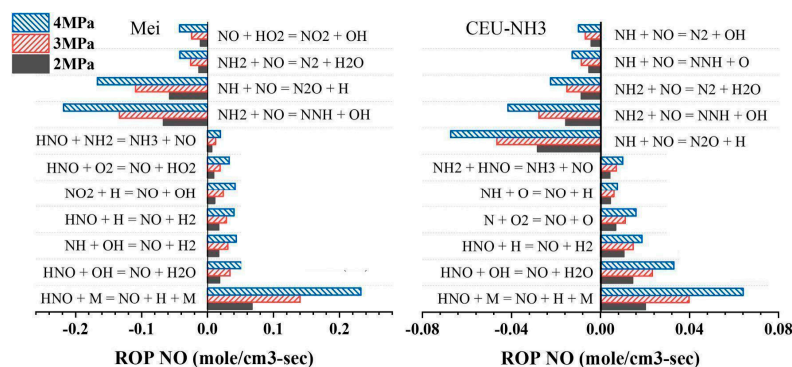 4MPa
3MPa
2MPa
Mei
NO + HO2 = NO2 + OH
NH2 + NO = N2 + H2O
NH + NO = N2O + H
NH2 + NO = NNH + OH
HNO + NH2 = NH3 + NO
HNO + O2 = NO + HO2
NO2 + H = NO + OH
HNO + H = NO + H2
NH + OH = NO + H2
HNO + OH = NO + H2O
HNO + M = NO + H + M
-0.2 -0.1 0.0 0.1 0.2
ROP NO (mole/cm3-sec)
CEU-NH3
NH + NO = N2 + OH
NH + NO = NNH + O
NH2 + NO = N2 + H2O
NH2 + NO = NNH + OH
NH + NO = N2O + H
NH2 + HNO = NH3 + NO
NH + O = NO + H
N + O2 = NO + O
HNO + H = NO + H2
HNO + OH = NO + H2O
HNO + M = NO + H + M
-0.08 -0.04 0.00 0.04 0.08
ROP NO (mole/cm3-sec)